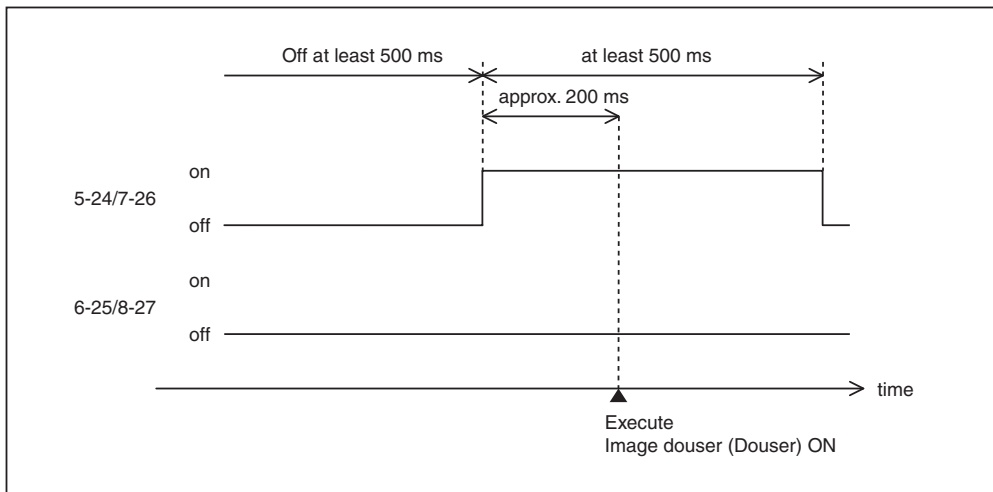 Off at least 500 ms
at least 500 ms
approx. 200 ms
on
5-24/7-26
off
on
6-25/8-27
off
time
Execute
Image douser (Douser) ON